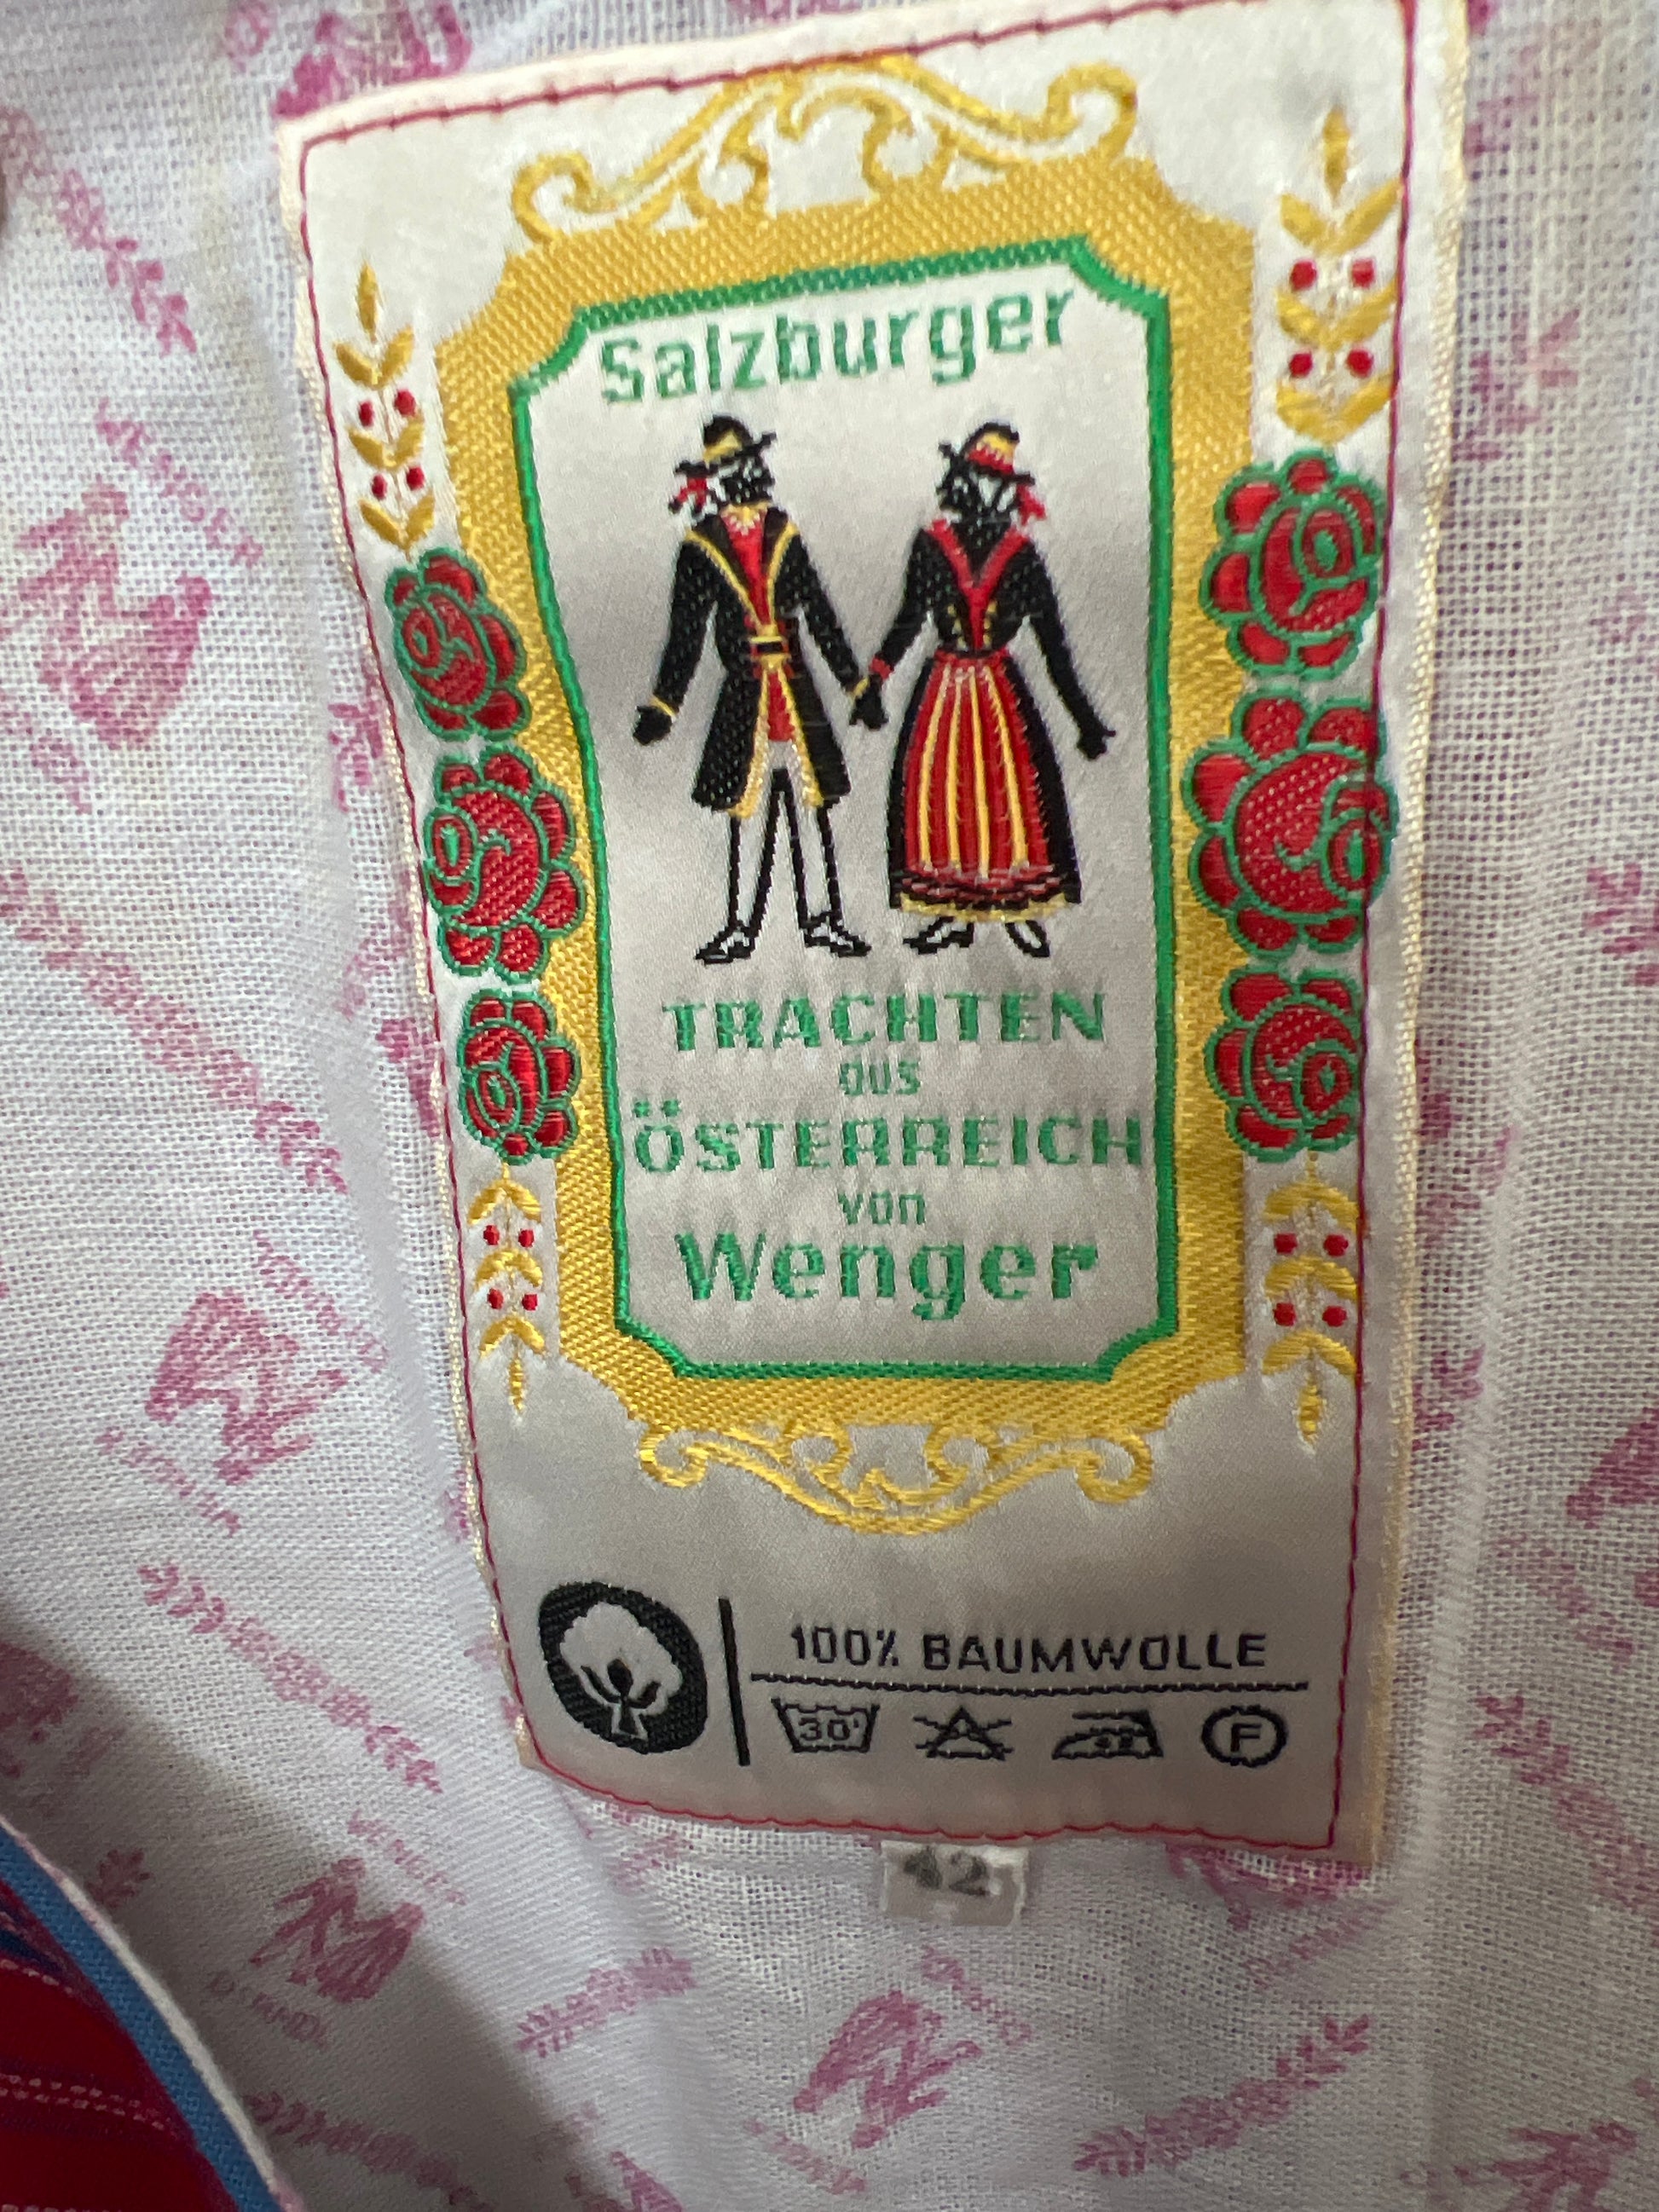 Salzburger
TRACHTEN
aus
ÖSTERREICH
von
Wenger
100% BAUMWOLLE
30°
F
42